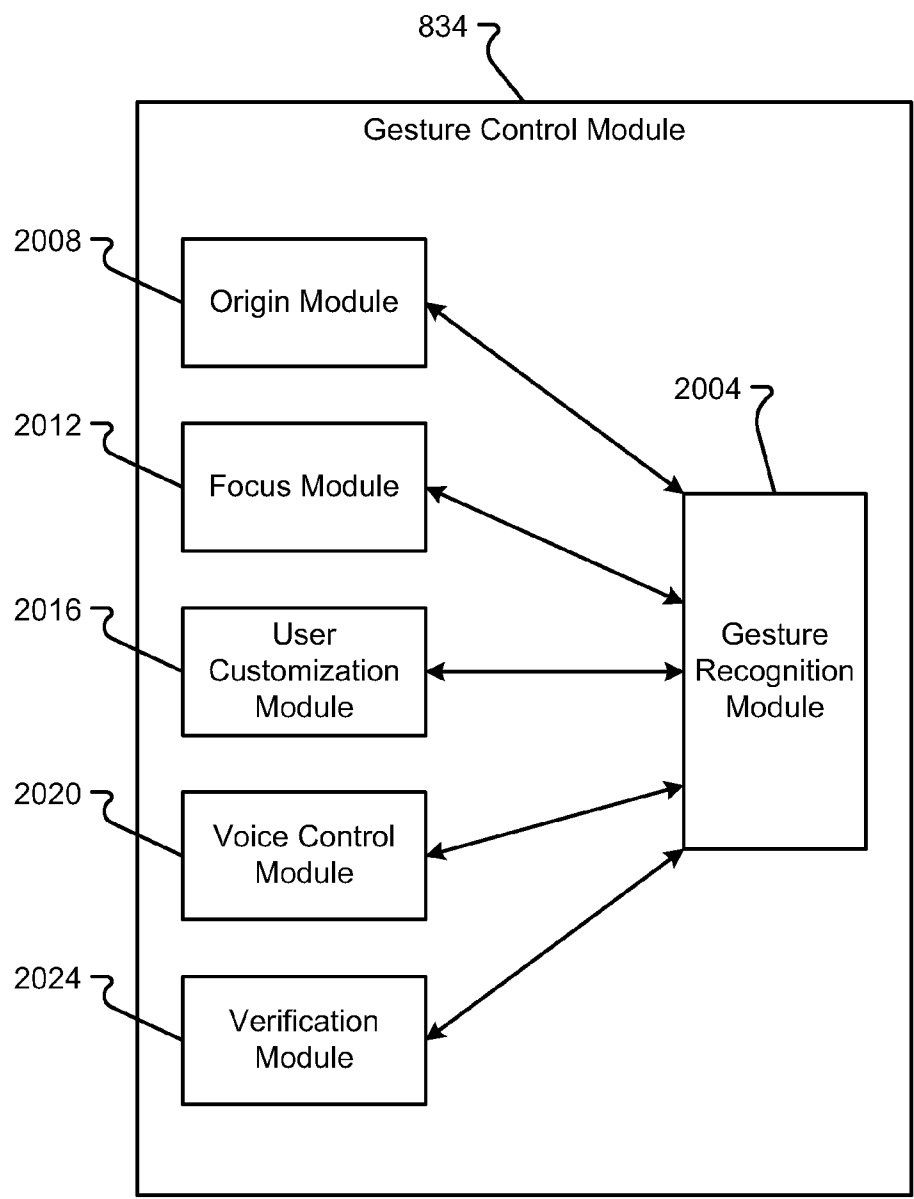 834
Gesture Control Module
2008
Origin Module
2004
2012
Focus Module
2016
User
Customization
Module
Gesture
Recognition
Module
2020
Voice Control
Module
2024
Verification
Module